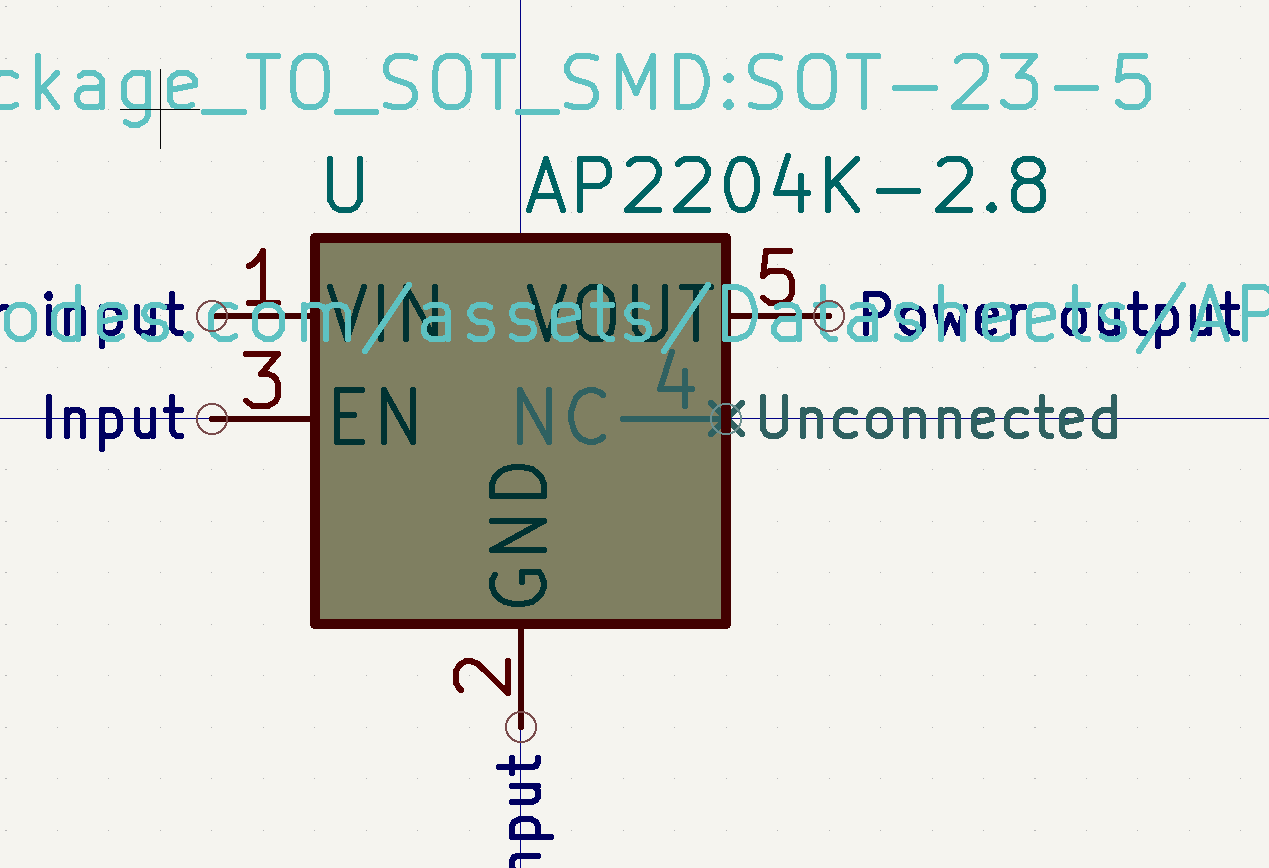 ckage_TO_SOT_SMD:SOT-23-5
U AP2204K-2.8
1 5
r input VIN VOUT Power output
odes.com/assets/Datasheets/AP
3 4
Input EN NC Unconnected
GND
2
nput